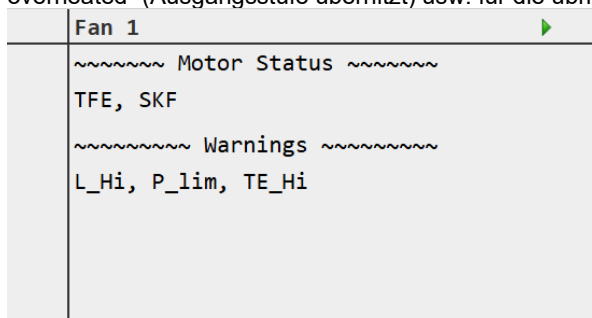 overheated" (Ausgangsstufe überhitzt) usw. für die übri
Fan 1
~~~~~~~ Motor Status ~~~~~~~
TFE, SKF
~~~~~~~~~ Warnings ~~~~~~~~~
L_Hi, P_lim, TE_Hi